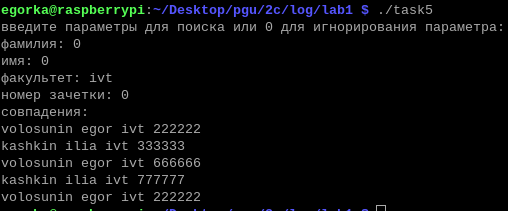 egorka@raspberrypi:~/Desktop/pgu/2c/log/lab1 $ ./task5
введите параметры для поиска или 0 для игнорирования параметра:
фамилия: 0
имя: 0
факультет: ivt
номер зачетки: 0
совпадения:
volosunin egor ivt 222222
kashkin ilia ivt 333333
volosunin egor ivt 666666
kashkin ilia ivt 777777
volosunin egor ivt 222222